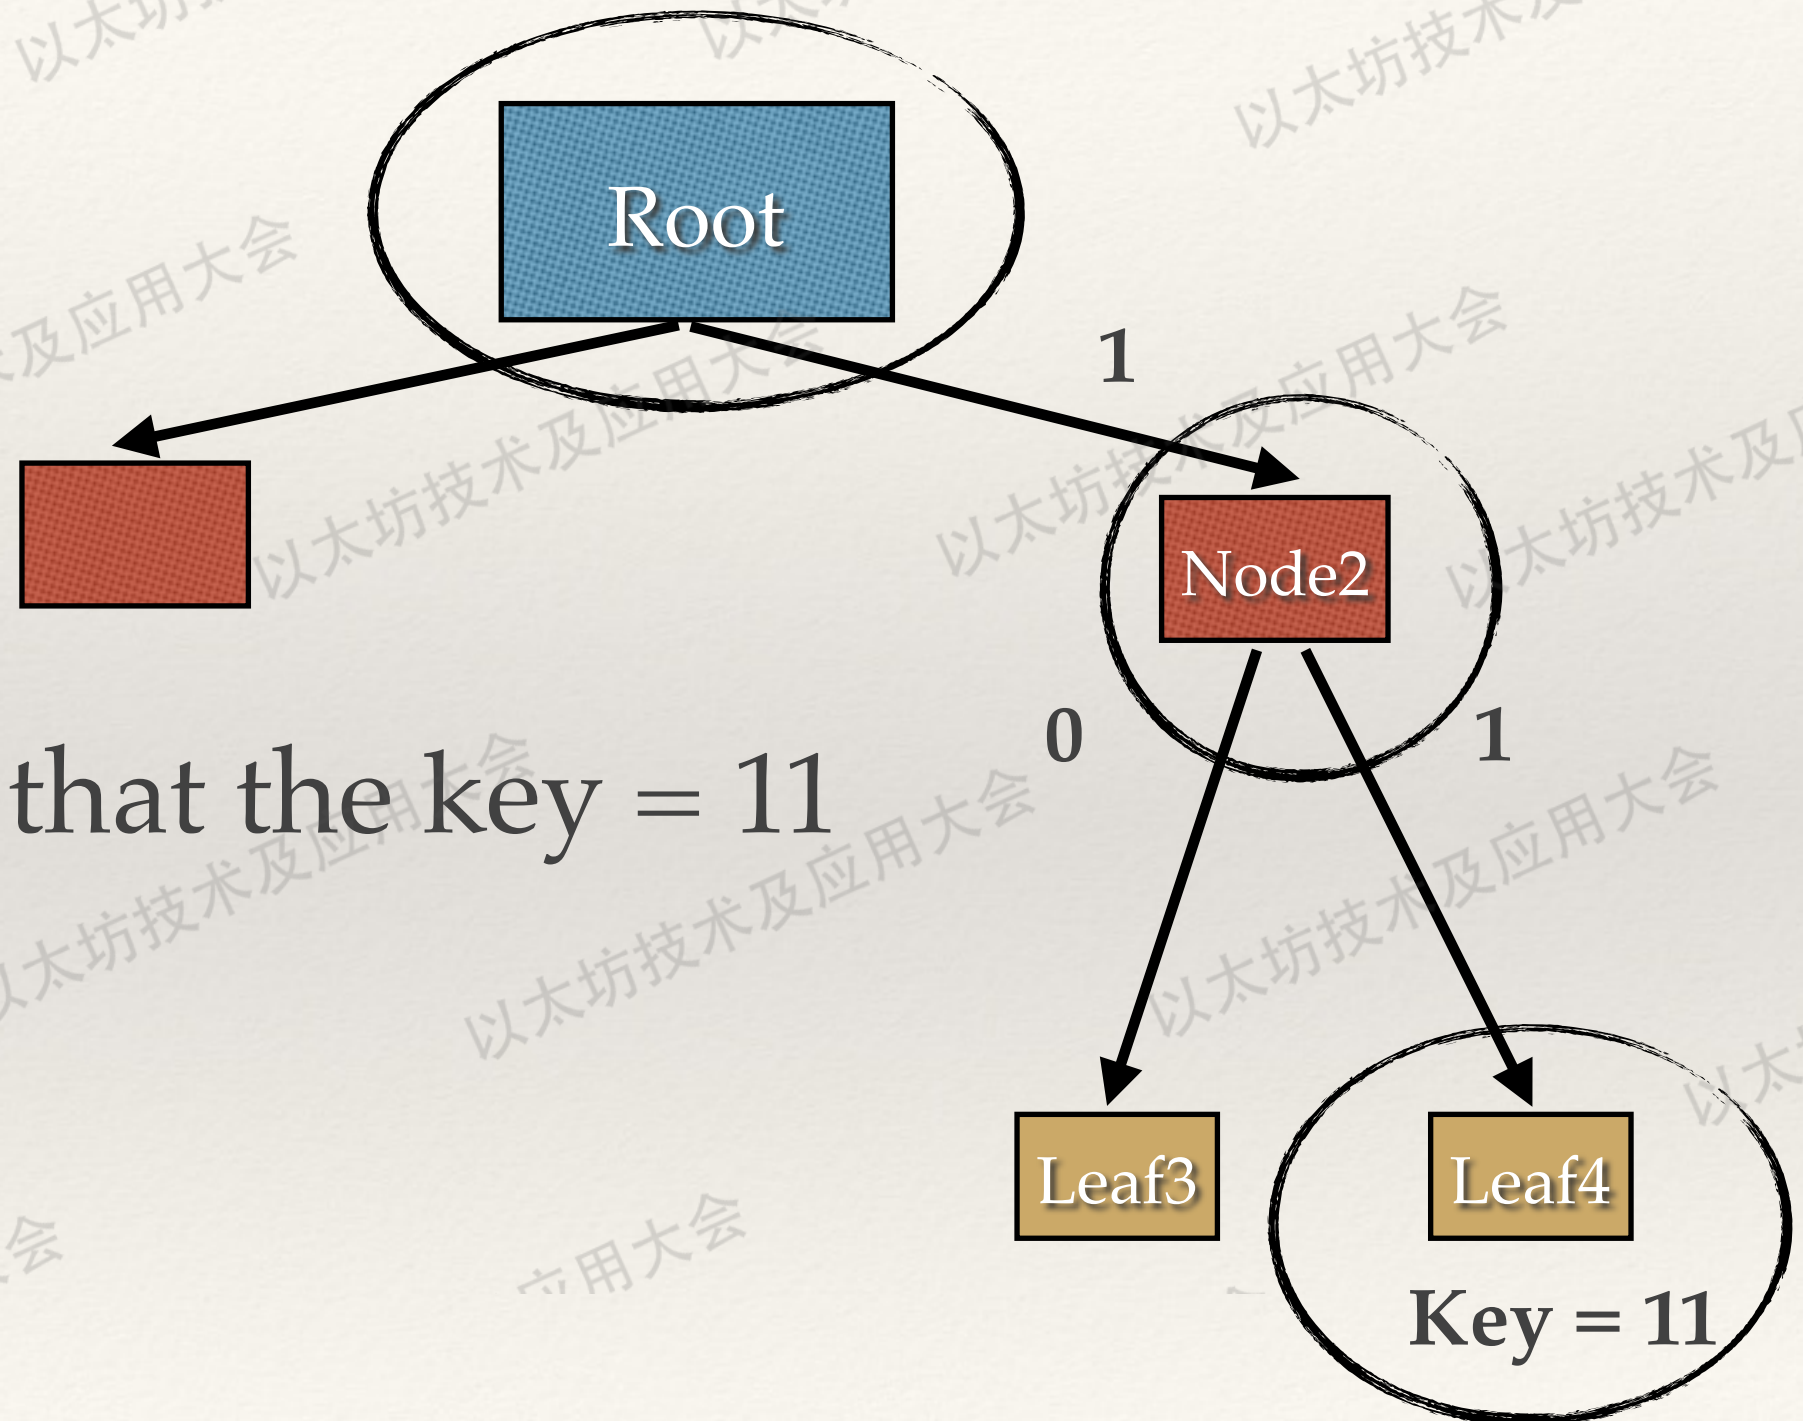 以太坊技术及应用大会
Root
1
Node2
0
1
that the key = 11
Leaf3
Leaf4
Key = 11